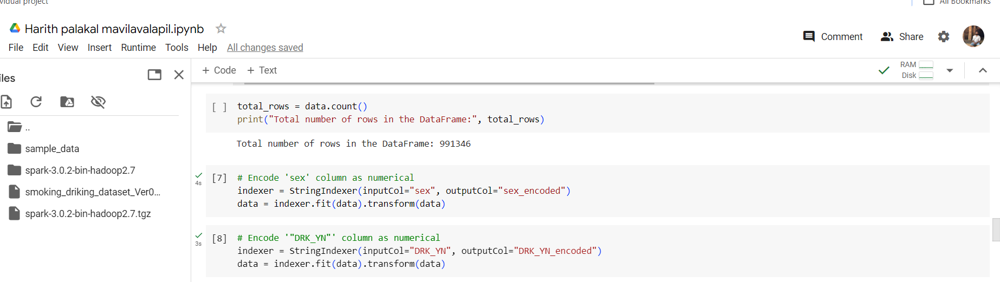 vidual project
All Bookmarks
Harith palakal mavilavalapil.ipynb
File Edit View Insert Runtime Tools Help All changes saved
Comment Share
iles
+ Code + Text
RAM
Disk
..
sample_data
spark-3.0.2-bin-hadoop2.7
smoking_driking_dataset_Ver0...
spark-3.0.2-bin-hadoop2.7.tgz
[ ] total_rows = data.count()
print("Total number of rows in the DataFrame:", total_rows)
Total number of rows in the DataFrame: 991346
4s
[7] # Encode 'sex' column as numerical
indexer = StringIndexer(inputCol="sex", outputCol="sex_encoded")
data = indexer.fit(data).transform(data)
3s
[8] # Encode '"DRK_YN"' column as numerical
indexer = StringIndexer(inputCol="DRK_YN", outputCol="DRK_YN_encoded")
data = indexer.fit(data).transform(data)